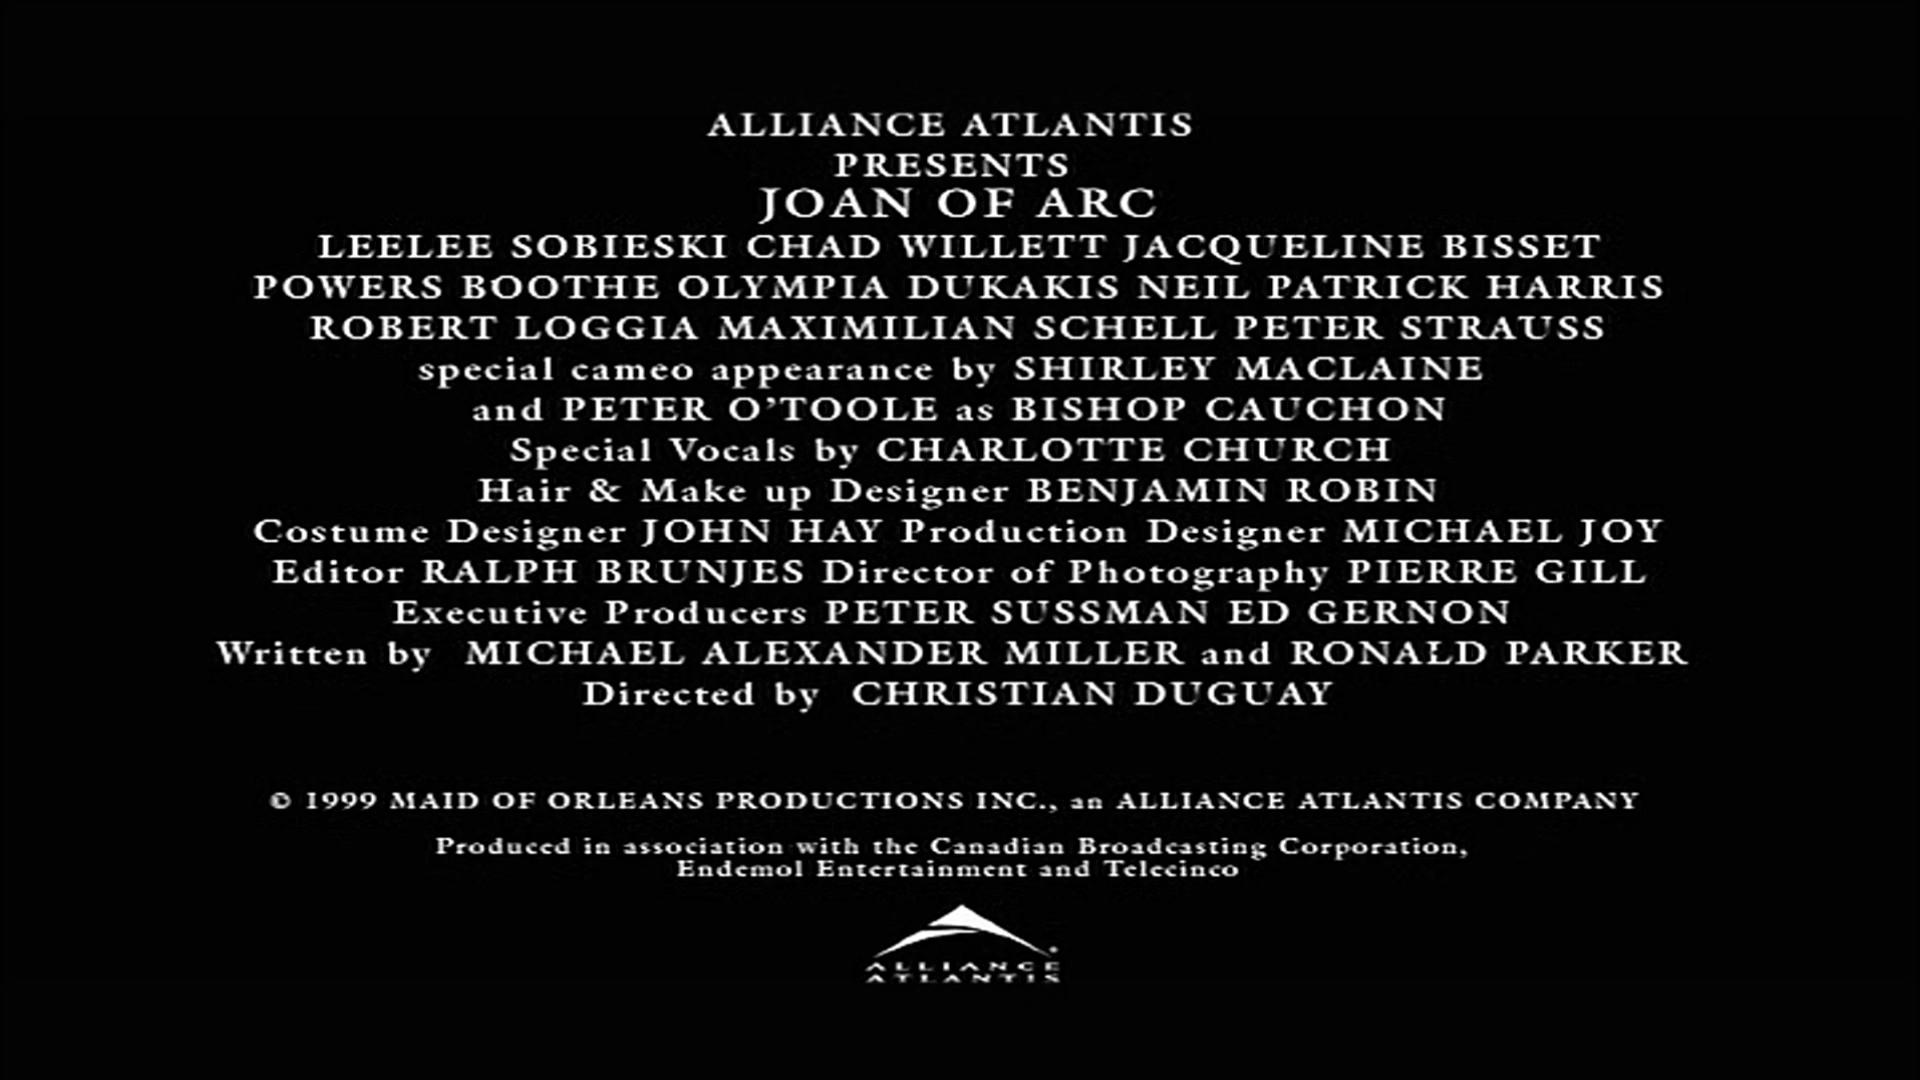 ALLIANCE ATLANTIS
PRESENTS
JOAN OF ARC
LEELEE SOBIESKI CHAD WILLETT JACQUELINE BISSET
POWERS BOOTHE OLYMPIA DUKAKIS NEIL PATRICK HARRIS
ROBERT LOGGIA MAXIMILIAN SCHELL PETER STRAUSS
special cameo appearance by SHIRLEY MACLAINE
and PETER O'TOOLE as BISHOP CAUCHON
Special Vocals by CHARLOTTE CHURCH
Hair & Make up Designer BENJAMIN ROBIN
Costume Designer JOHN HAY Production Designer MICHAEL JOY
Editor RALPH BRUNJES Director of Photography PIERRE GILL
Executive Producers PETER SUSSMAN ED GERNON
Written by MICHAEL ALEXANDER MILLER and RONALD PARKER
Directed by CHRISTIAN DUGUAY
© 1999 MAID OF ORLEANS PRODUCTIONS INC., an ALLIANCE ATLANTIS COMPANY
Produced in association with the Canadian Broadcasting Corporation,
Endemol Entertainment and Telecinco
ALLIANCE
ATLANTIS